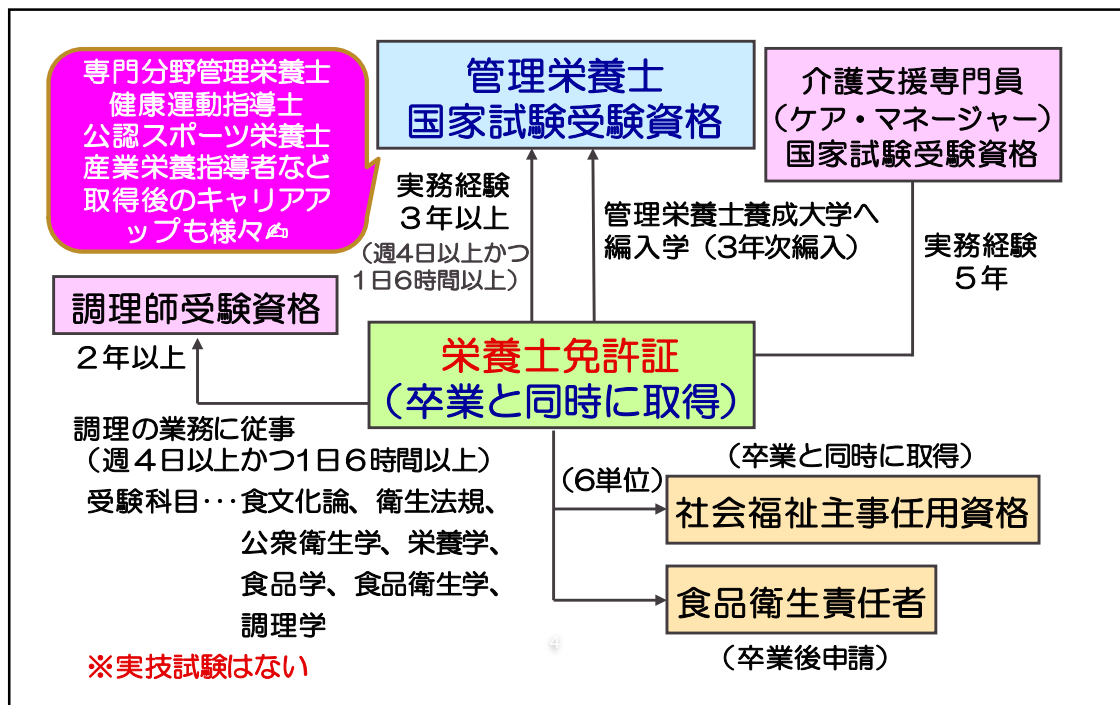 専門分野管理栄養士
健康運動指導士
公認スポーツ栄養士
産業栄養指導者など
取得後のキャリアア
ップも様々✍
管理栄養士
国家試験受験資格
介護支援専門員
（ケア・マネージャー）
国家試験受験資格
実務経験
３年以上
（週4日以上かつ
1日6時間以上）
管理栄養士養成大学へ
編入学（3年次編入）
実務経験
５年
調理師受験資格
２年以上
栄養士免許証
（卒業と同時に取得）
調理の業務に従事
（週４日以上かつ1日６時間以上）
受験科目･･･食文化論、衛生法規、
公衆衛生学、栄養学、
食品学、食品衛生学、
調理学
※実技試験はない
（6単位）
（卒業と同時に取得）
社会福祉主事任用資格
食品衛生責任者
（卒業後申請）
4